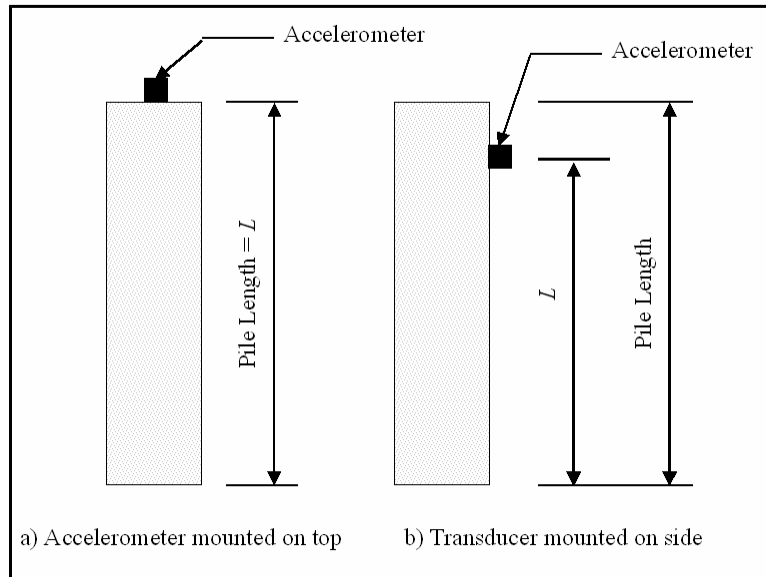 Accelerometer
Accelerometer
Pile Length = L
L
Pile Length
a) Accelerometer mounted on top
b) Transducer mounted on side